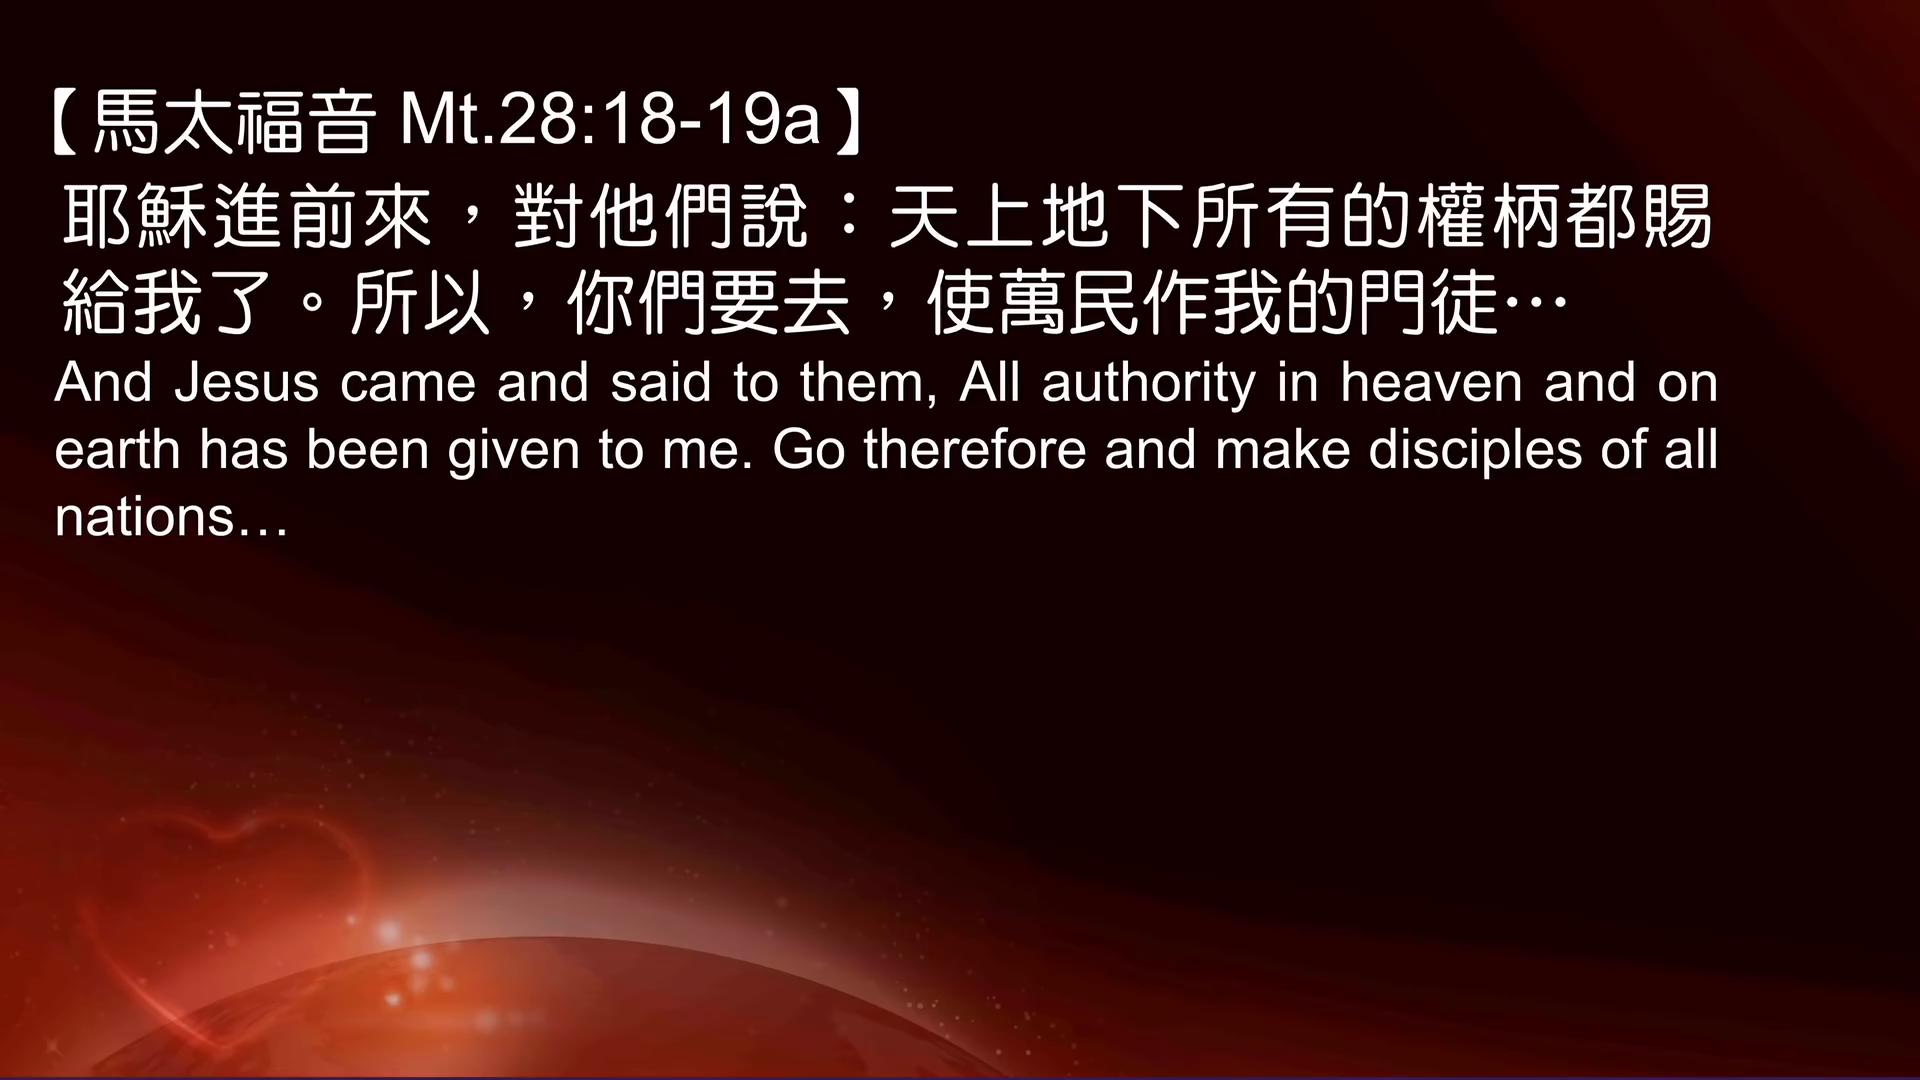 【馬太福音 Mt.28:18-19a】
耶穌進前來，對他們說：天上地下所有的權柄都賜
給我了。所以，你們要去，使萬民作我的門徒…
And Jesus came and said to them, All authority in heaven and on
earth has been given to me. Go therefore and make disciples of all
nations…